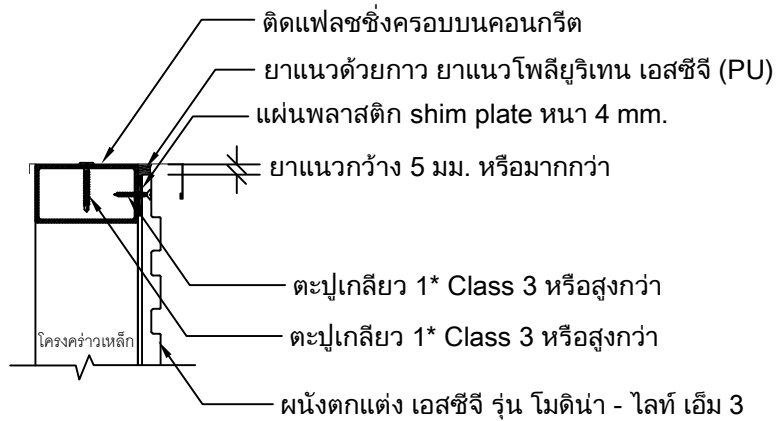 ติดแฟลชชิ่งครอบบนคอนกรีต
ยาแนวด้วยกาว ยาแนวโพลียูริเทน เอสซีจี (PU)
แผ่นพลาสติก shim plate หนา 4 mm.
ยาแนวกว้าง 5 มม. หรือมากกว่า
ตะปูเกลียว 1* Class 3 หรือสูงกว่า
ตะปูเกลียว 1* Class 3 หรือสูงกว่า
โครงคร่าวเหล็ก
ผนังตกแต่ง เอสซีจี รุ่น โมดิน่า - ไลท์ เอ็ม 3